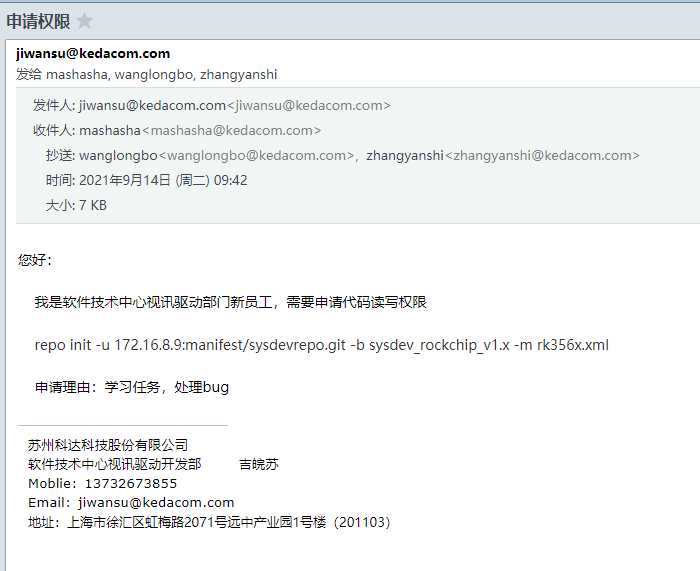 申请权限
jiwansu@kedacom.com
发给 mashasha, wanglongbo, zhangyanshi
发件人: jiwansu@kedacom.com<jiwansu@kedacom.com>
收件人: mashasha<mashasha@kedacom.com>
抄送: wanglongbo<wanglongbo@kedacom.com>, zhangyanshi<zhangyanshi@kedacom.com>
时间: 2021年9月14日 (周二) 09:42
大小: 7 KB
您好：
我是软件技术中心视讯驱动部门新员工，需要申请代码读写权限
repo init -u 172.16.8.9:manifest/sysdevrepo.git -b sysdev_rockchip_v1.x -m rk356x.xml
申请理由：学习任务，处理bug
苏州科达科技股份有限公司
软件技术中心视讯驱动开发部 吉皖苏
Moblie：13732673855
Email：jiwansu@kedacom.com
地址：上海市徐汇区虹梅路2071号远中产业园1号楼（201103）